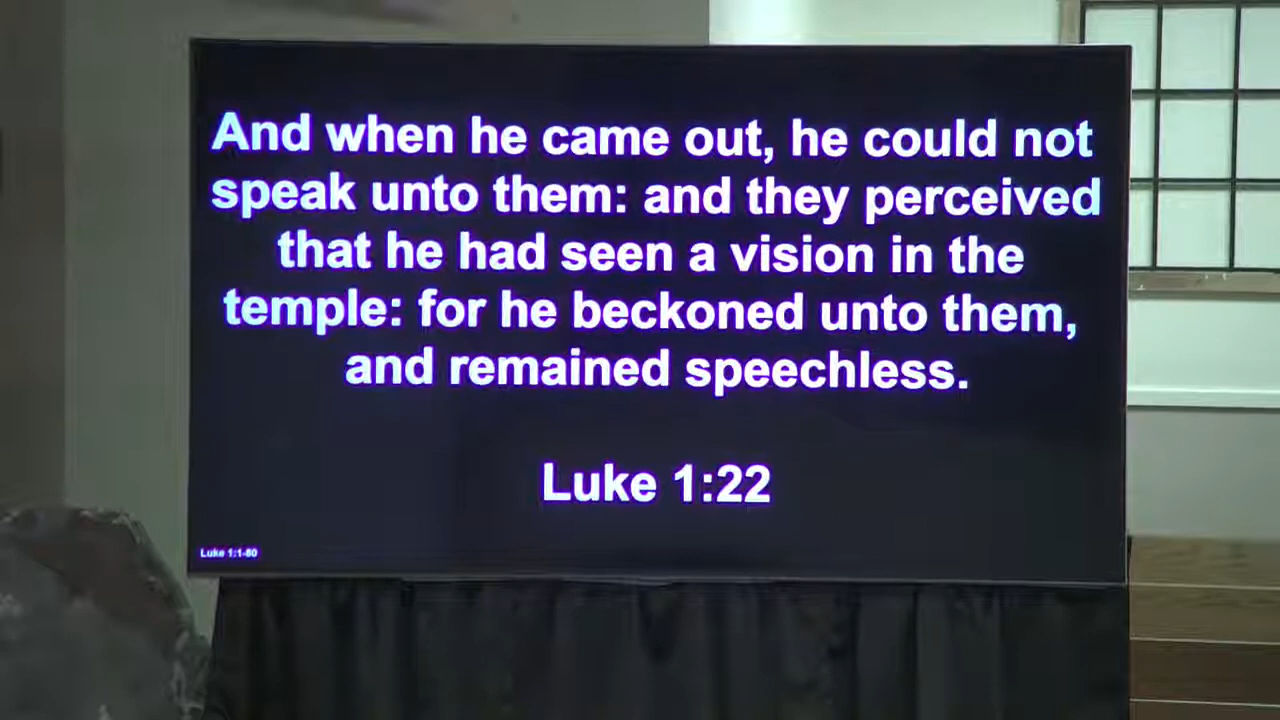 And when he came out, he could not
speak unto them: and they perceived
that he had seen a vision in the
temple: for he beckoned unto them,
and remained speechless.
Luke 1:22
Luke 1:1-80